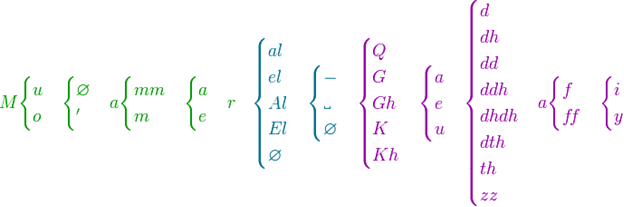 M { u o { ∅ ′ a { mm m { a e r { al el Al El ∅ { − ␣ ∅ { Q G Gh K Kh { a e u { d dh dd ddh dhdh dth th zz a { f ff { i y